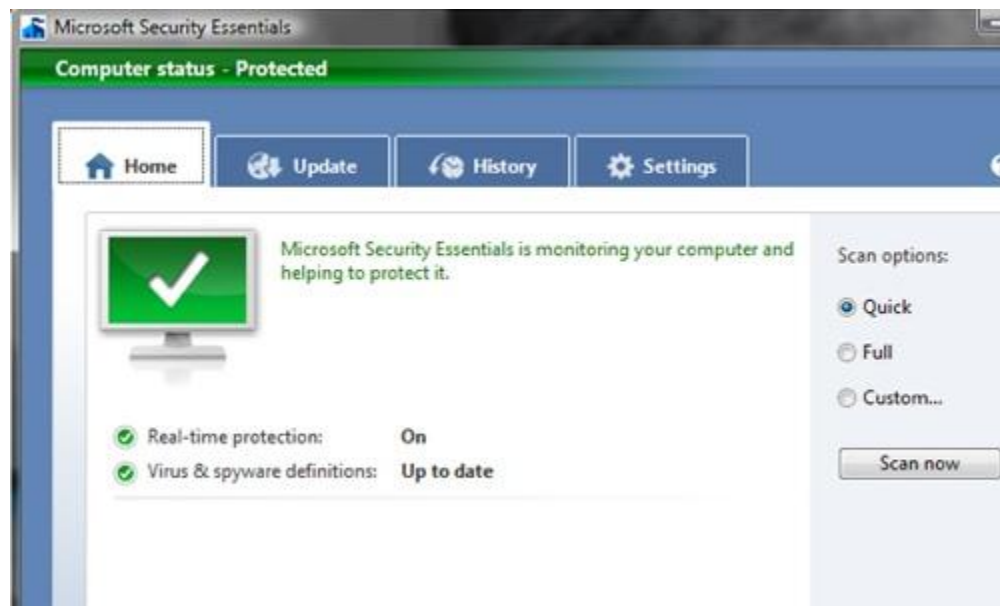 Microsoft Security Essentials
Computer status - Protected
Home
Update
History
Settings
Microsoft Security Essentials is monitoring your computer and
helping to protect it.
Real-time protection: On
Virus & spyware definitions: Up to date
Scan options:
Quick
Full
Custom...
Scan now